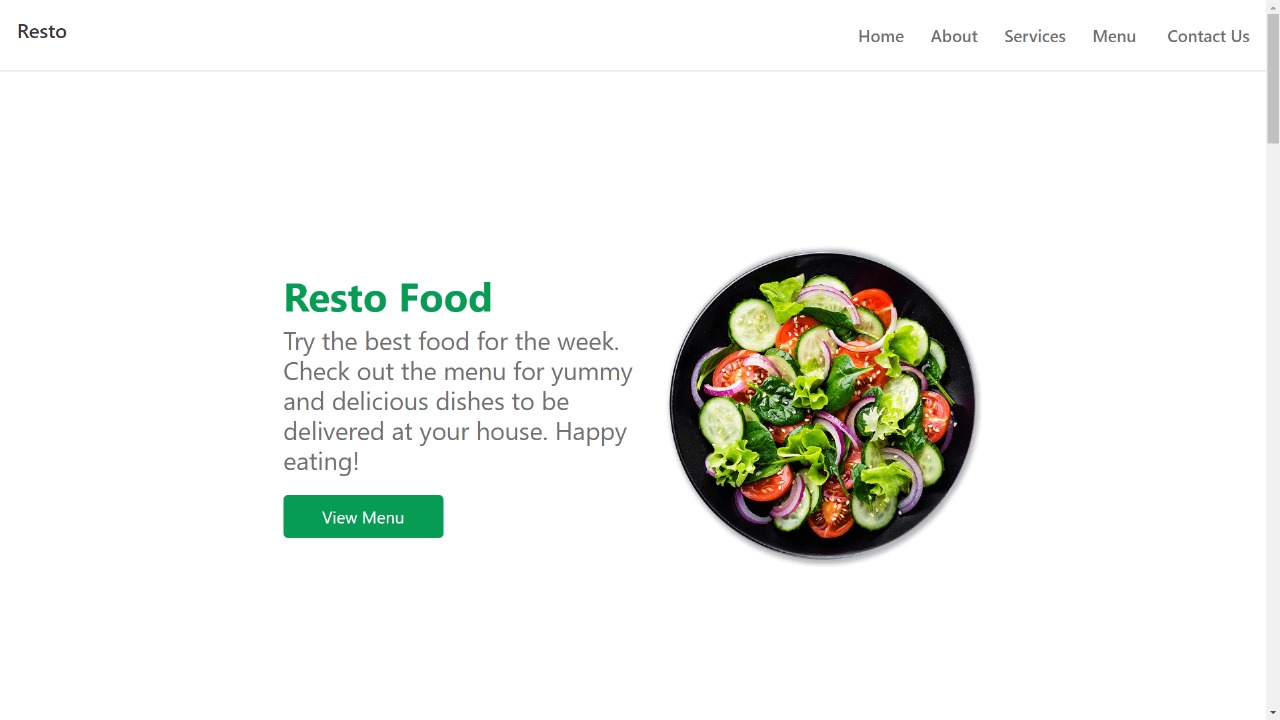 Resto
Home About Services Menu Contact Us
Resto Food
Try the best food for the week.
Check out the menu for yummy
and delicious dishes to be
delivered at your house. Happy
eating!
View Menu